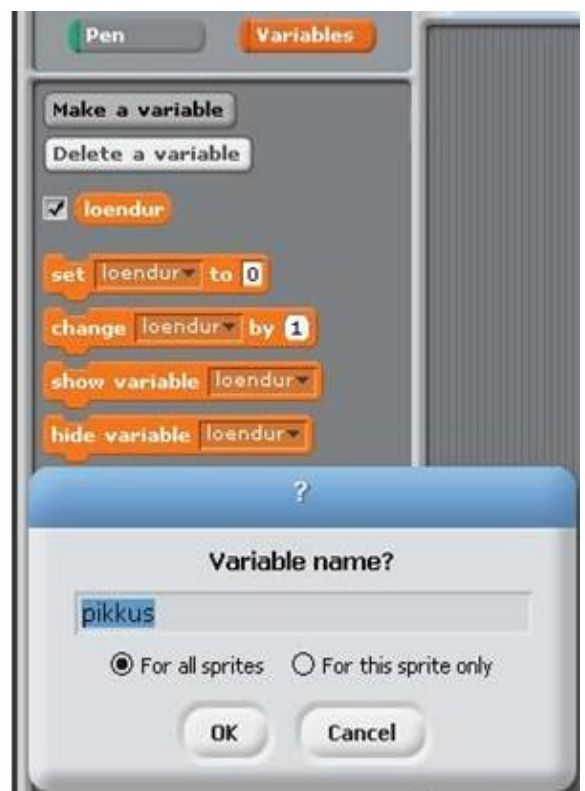 Pen Variables
Make a variable
Delete a variable
loendur
set loendur to 0
change loendur by 1
show variable loendur
hide variable loendur
?
Variable name?
pikkus
For all sprites For this sprite only
OK Cancel